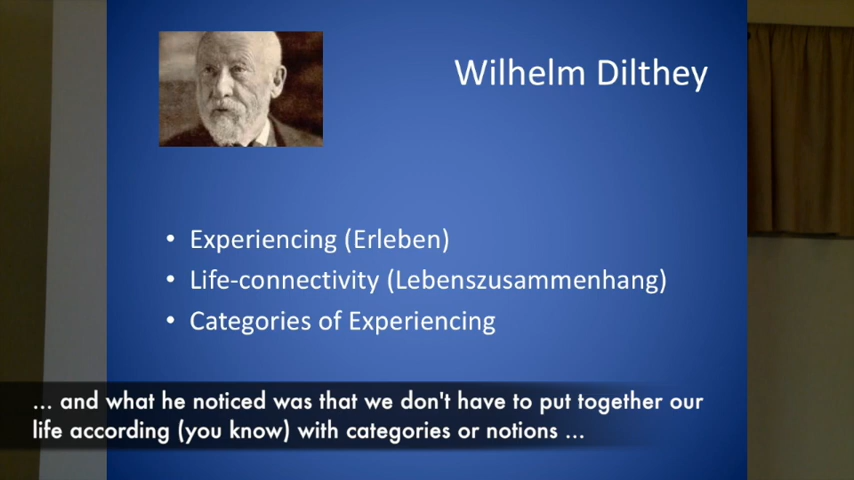 Wilhelm Dilthey
• Experiencing (Erleben)
• Life-connectivity (Lebenszusammenhang)
• Categories of Experiencing
... and what he noticed was that we don't have to put together our
life according (you know) with categories or notions ...